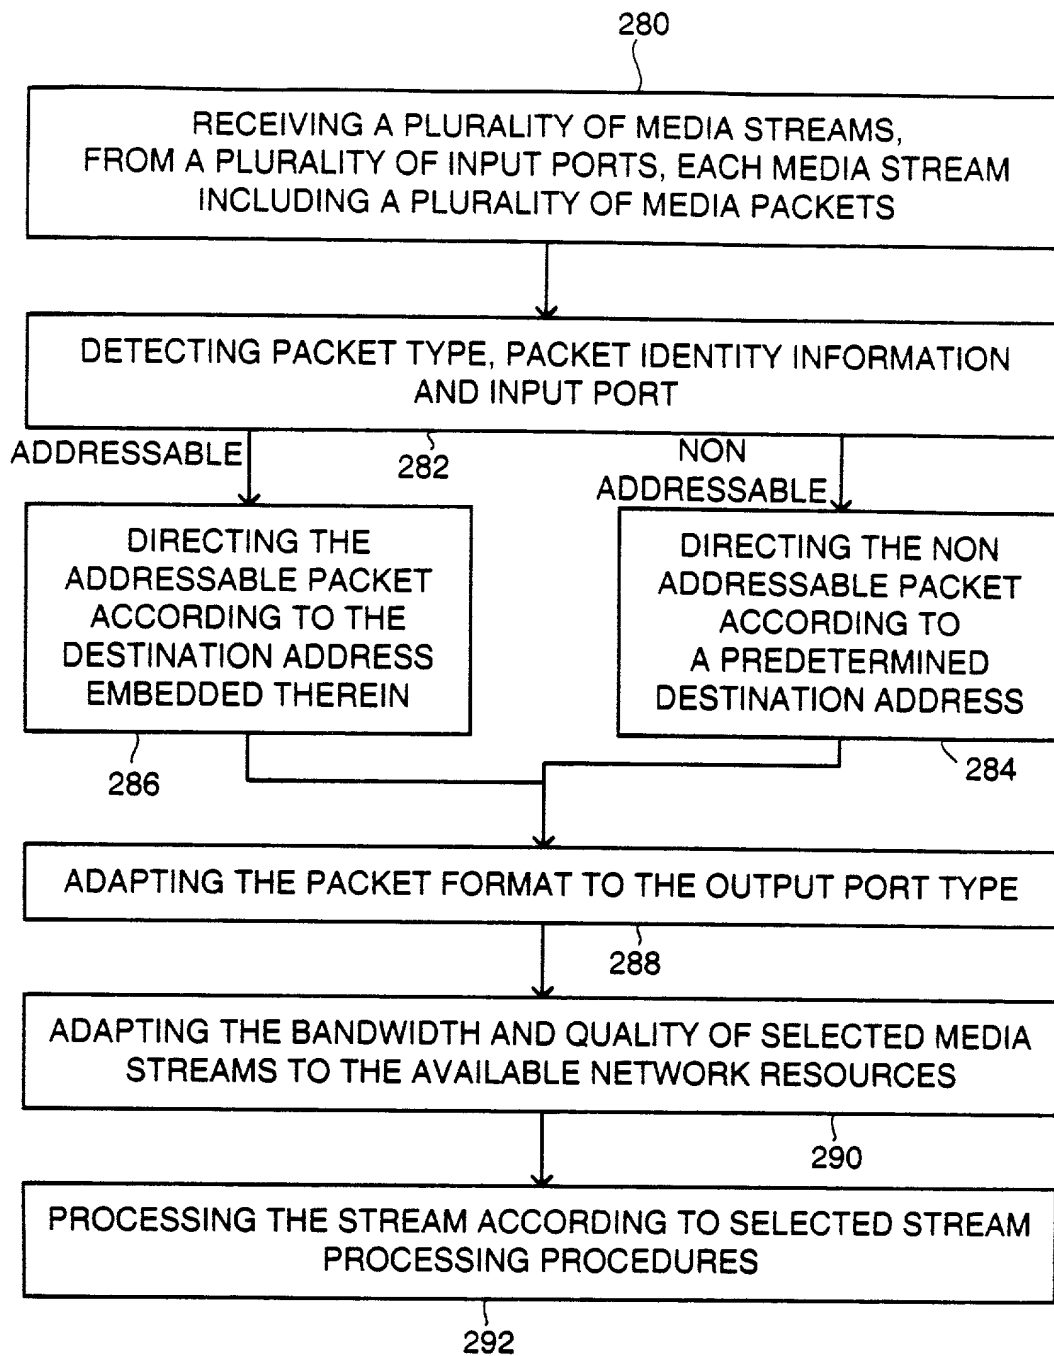 280
RECEIVING A PLURALITY OF MEDIA STREAMS,
FROM A PLURALITY OF INPUT PORTS, EACH MEDIA STREAM
INCLUDING A PLURALITY OF MEDIA PACKETS
DETECTING PACKET TYPE, PACKET IDENTITY INFORMATION
AND INPUT PORT
ADDRESSABLE
282
NON
ADDRESSABLE
DIRECTING THE
ADDRESSABLE PACKET
ACCORDING TO THE
DESTINATION ADDRESS
EMBEDDED THEREIN
286
DIRECTING THE NON
ADDRESSABLE PACKET
ACCORDING TO
A PREDETERMINED
DESTINATION ADDRESS
284
ADAPTING THE PACKET FORMAT TO THE OUTPUT PORT TYPE
288
ADAPTING THE BANDWIDTH AND QUALITY OF SELECTED MEDIA
STREAMS TO THE AVAILABLE NETWORK RESOURCES
290
PROCESSING THE STREAM ACCORDING TO SELECTED STREAM
PROCESSING PROCEDURES
292